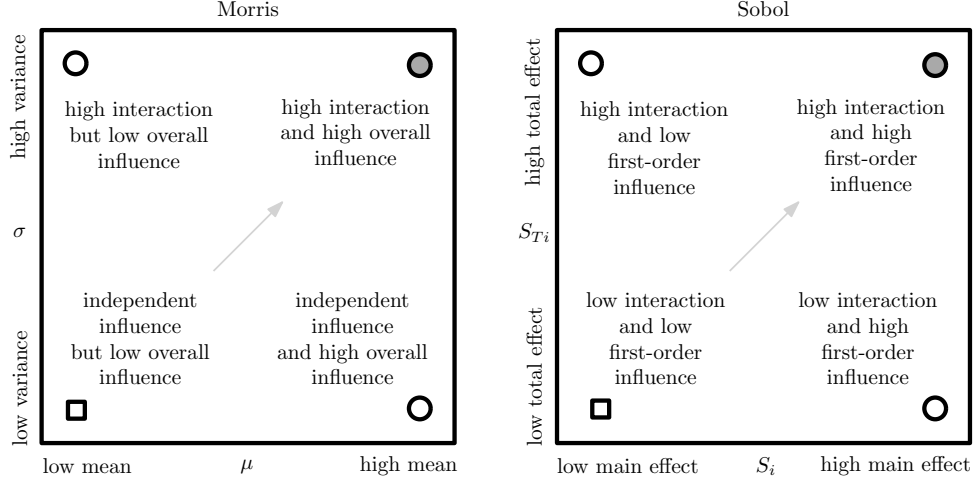 Morris
high variance
σ
low variance
high interaction
but low overall
influence
high interaction
and high overall
influence
independent
influence
but low overall
influence
independent
influence
and high overall
influence
low mean
μ
high mean
Sobol
high total effect
S_{Ti}
low total effect
high interaction
and low
first-order
influence
high interaction
and high
first-order
influence
low interaction
and low
first-order
influence
low interaction
and high
first-order
influence
low main effect
S_i
high main effect